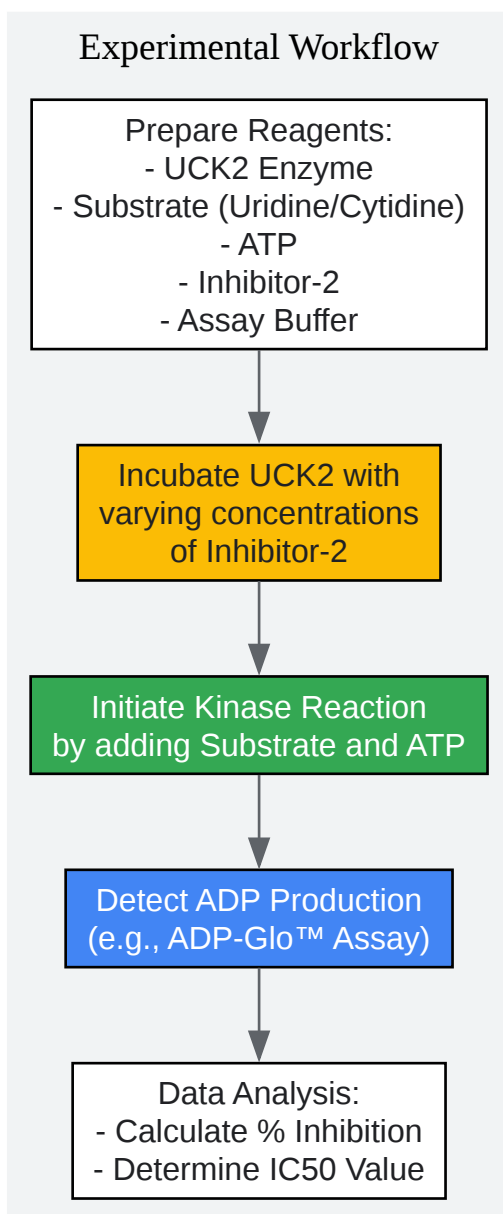 Experimental Workflow
Prepare Reagents:
- UCK2 Enzyme
- Substrate (Uridine/Cytidine)
- ATP
- Inhibitor-2
- Assay Buffer
Incubate UCK2 with
varying concentrations
of Inhibitor-2
Initiate Kinase Reaction
by adding Substrate and ATP
Detect ADP Production
(e.g., ADP-Glo™ Assay)
Data Analysis:
- Calculate % Inhibition
- Determine IC50 Value